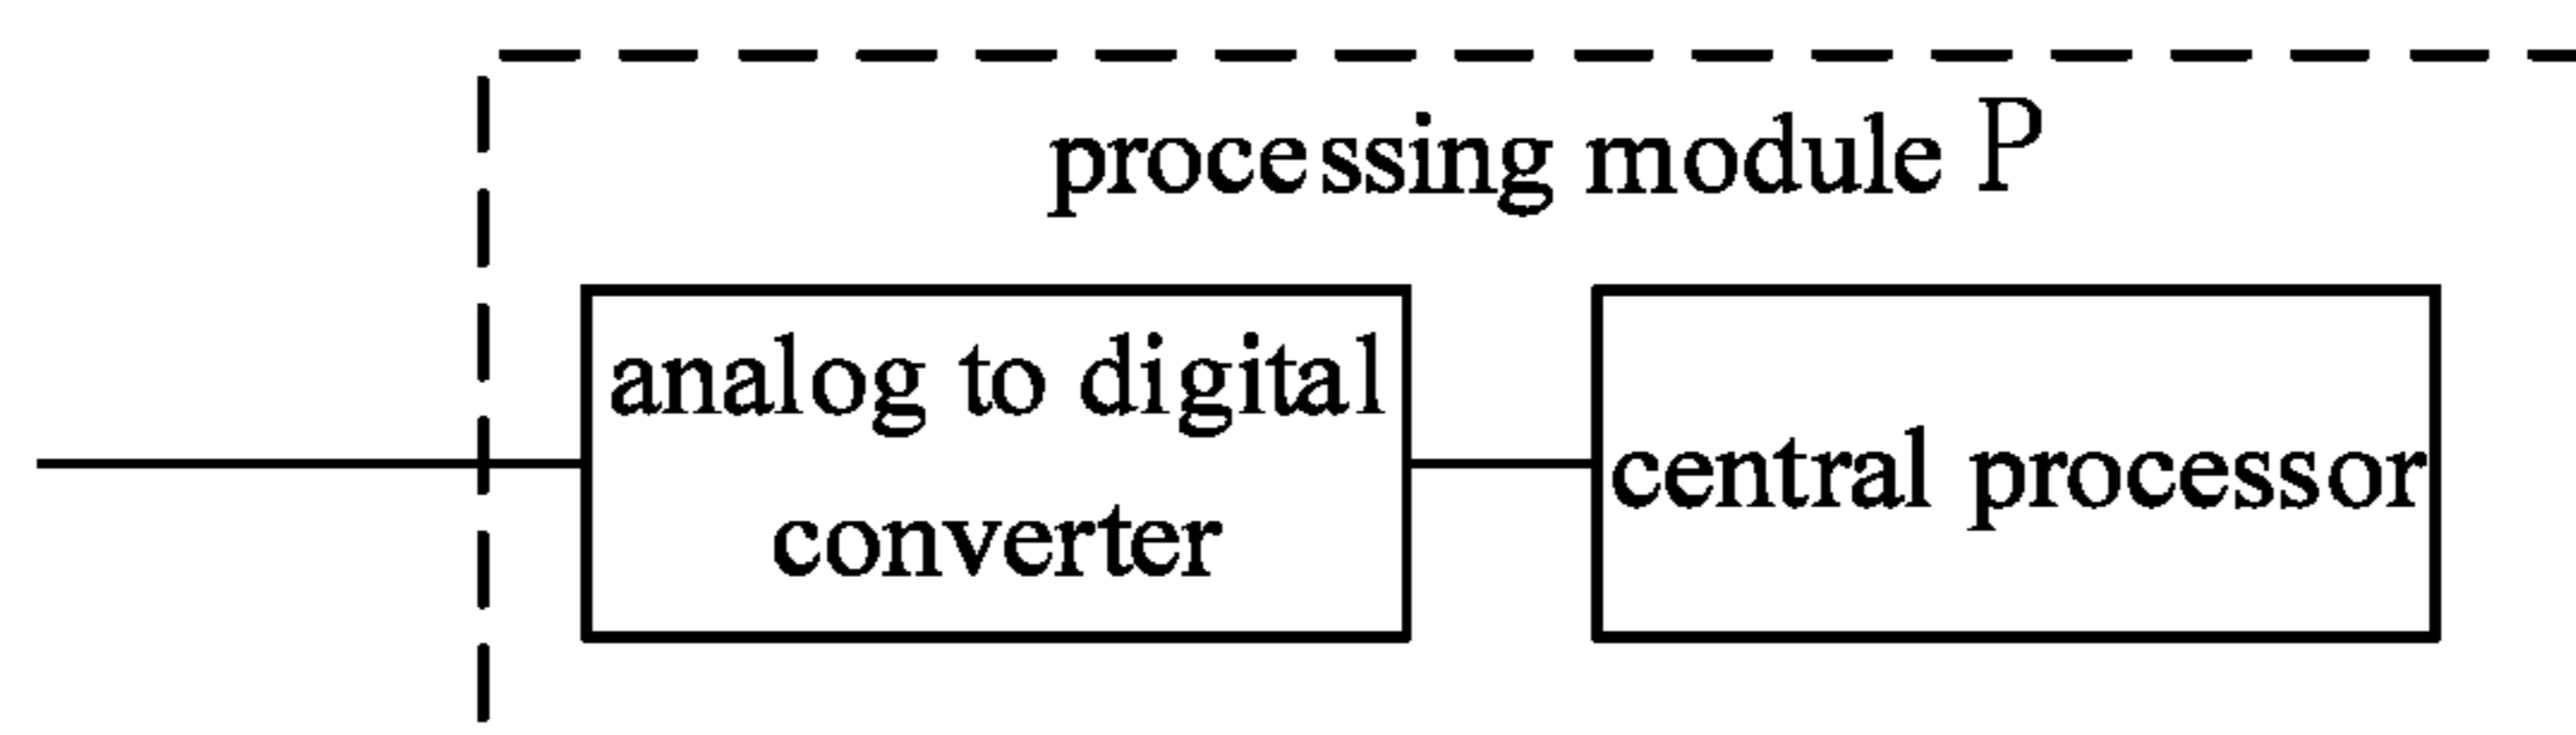 processing module P
analog to digital
converter
central processor